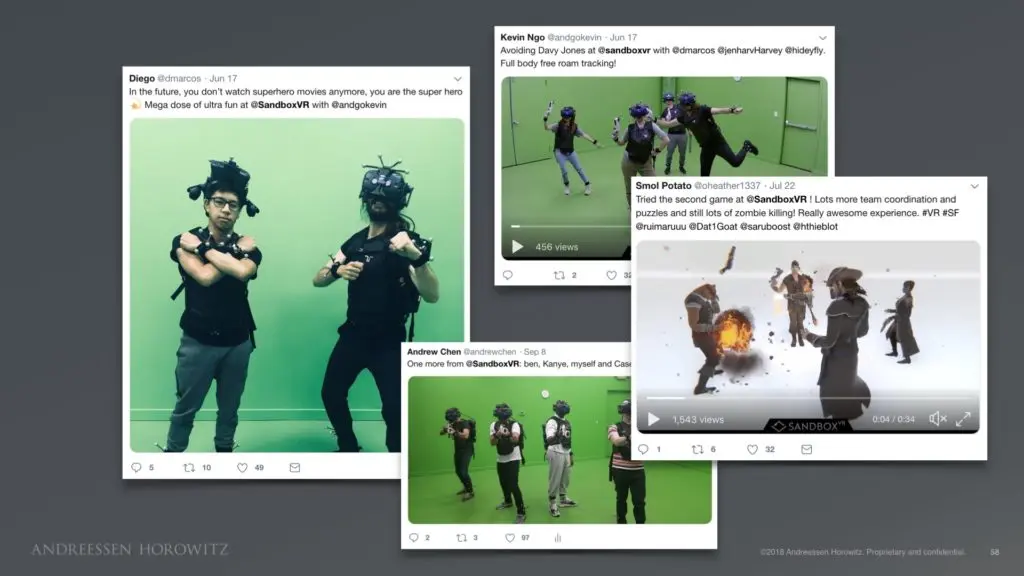 Diego @dmarcos · Jun 17
In the future, you don't watch superhero movies anymore, you are the super hero
👊 Mega dose of ultra fun at @SandboxVR with @andgokevin
5 10 49
Kevin Ngo @andgokevin · Jun 17
Avoiding Davy Jones at @sandboxvr with @dmarcos @jenharvHarvey @hideyfly.
Full body free roam tracking!
456 views
2 32
Smol Potato @oheather1337 · Jul 22
Tried the second game at @SandboxVR ! Lots more team coordination and
puzzles and still lots of zombie killing! Really awesome experience. #VR #SF
@ruimaruuu @Dat1Goat @saruboost @hthieblot
1,543 views
SANDBOXVR
0:04 / 0:34
1 6 32
Andrew Chen @andrewchen · Sep 8
One more from @SandboxVR: ben, Kanye, myself and Case
2 3 97
ANDREESSEN HOROWITZ
©2018 Andreessen Horowitz. Proprietary and confidential.
58